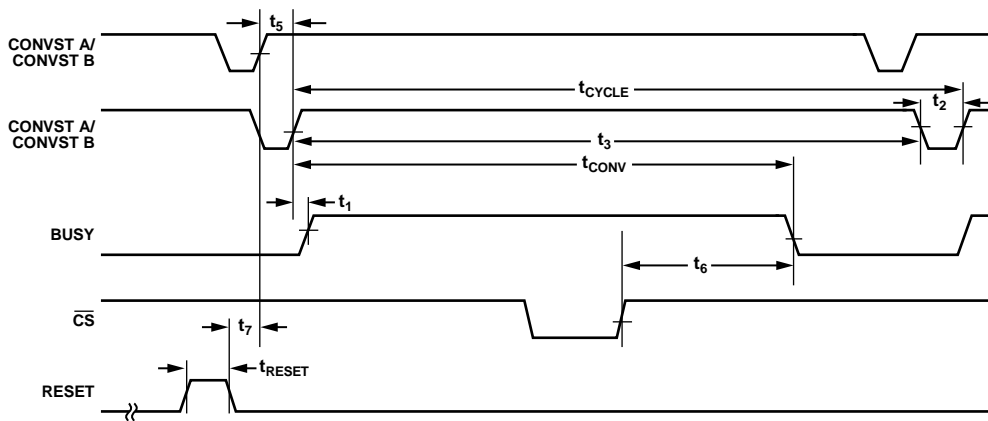 t5
CONVST A/
CONVST B
tCYCLE
t2
CONVST A/
CONVST B
t3
tCONV
t1
BUSY
t6
CS
t7
tRESET
RESET